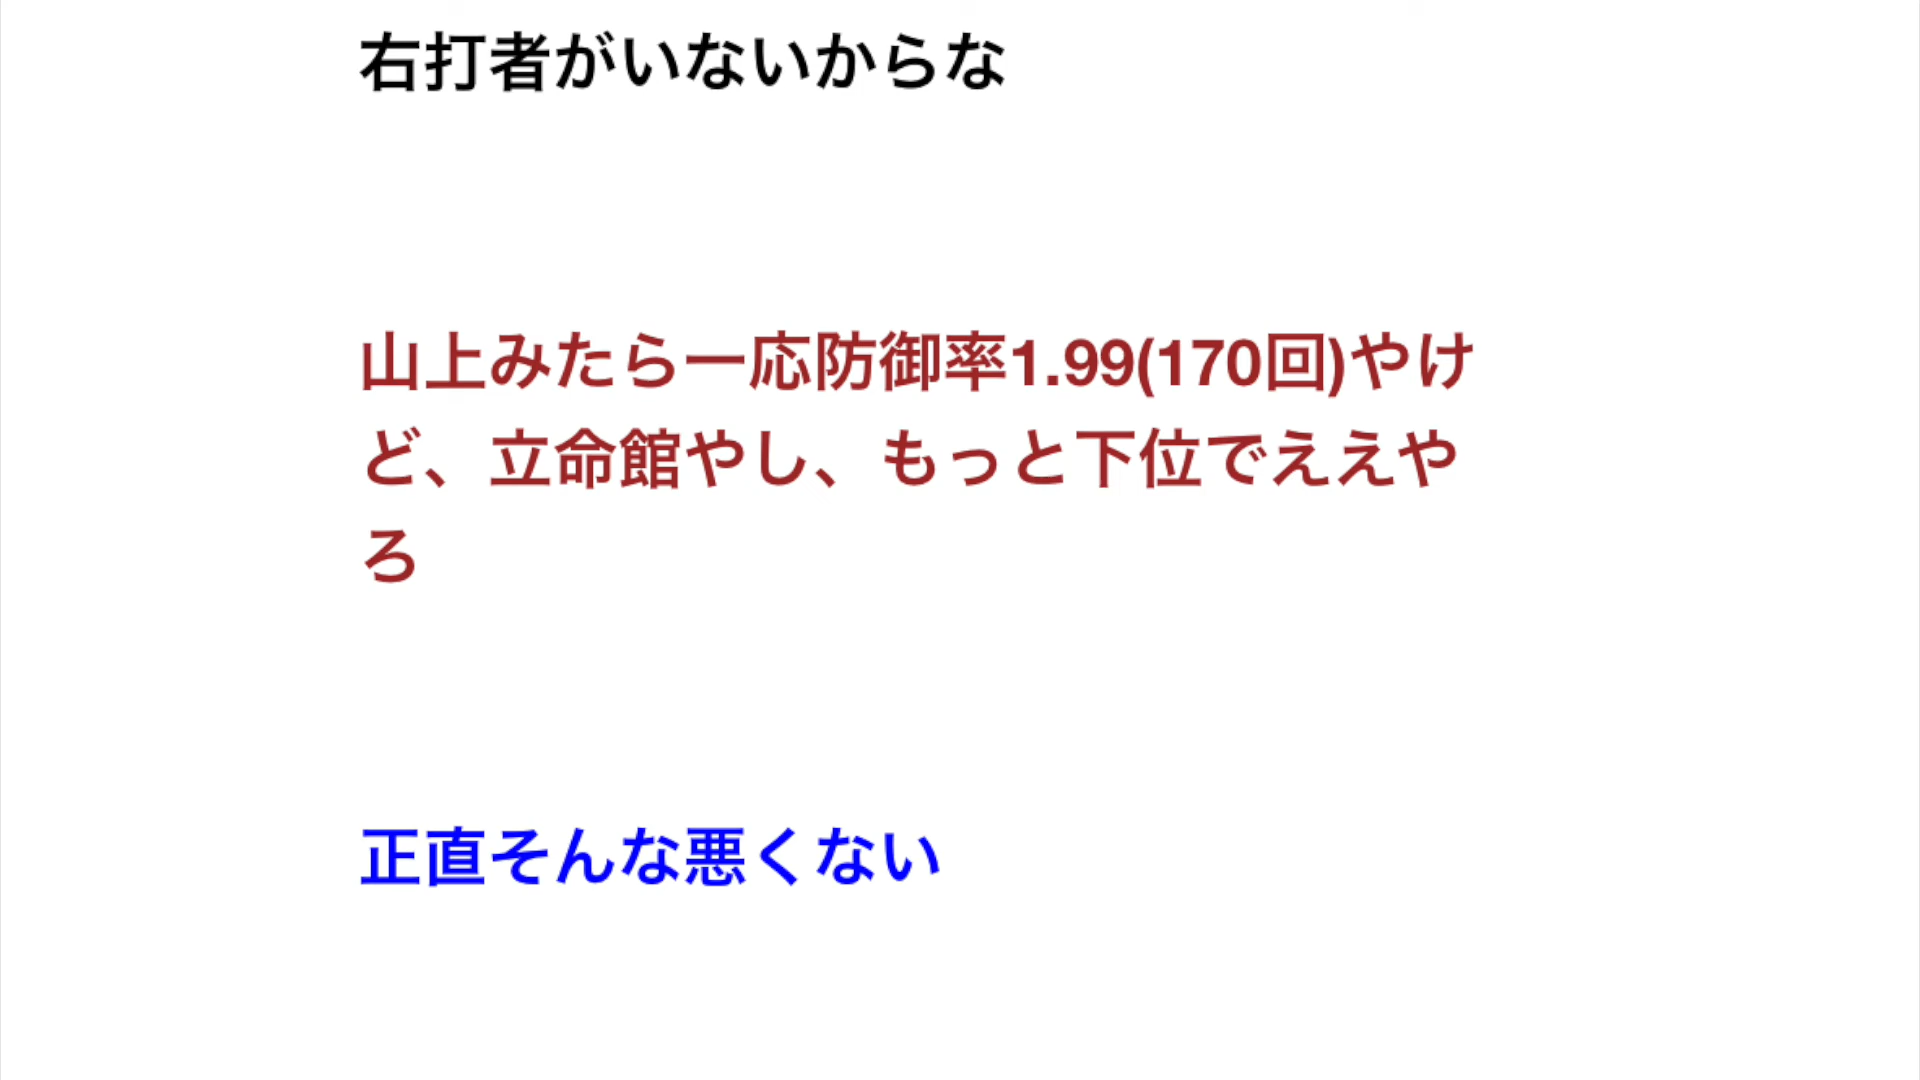 右打者がいないからな
山上みたら一応防御率1.99(170回)やけ
ど、立命館やし、もっと下位でええや
ろ
正直そんな悪くない